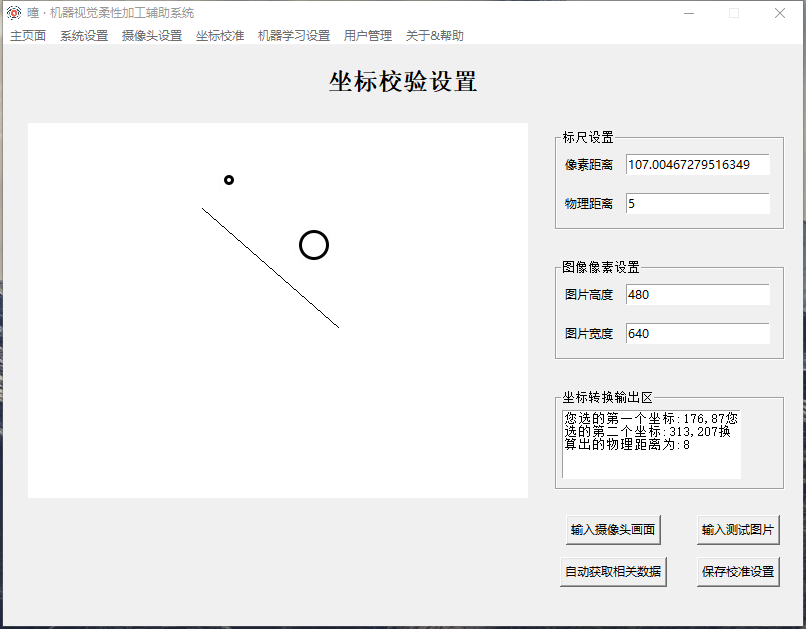 瞳·机器视觉柔性加工辅助系统
主页面 系统设置 摄像头设置 坐标校准 机器学习设置 用户管理 关于&帮助
坐标校验设置
标尺设置
像素距离 107.00467279516349
物理距离 5
图像像素设置
图片高度 480
图片宽度 640
坐标转换输出区
您选的第一个坐标:176,87您
选的第二个坐标:313,207换
算出的物理距离为:8
输入摄像头画面 输入测试图片
自动获取相关数据 保存校准设置